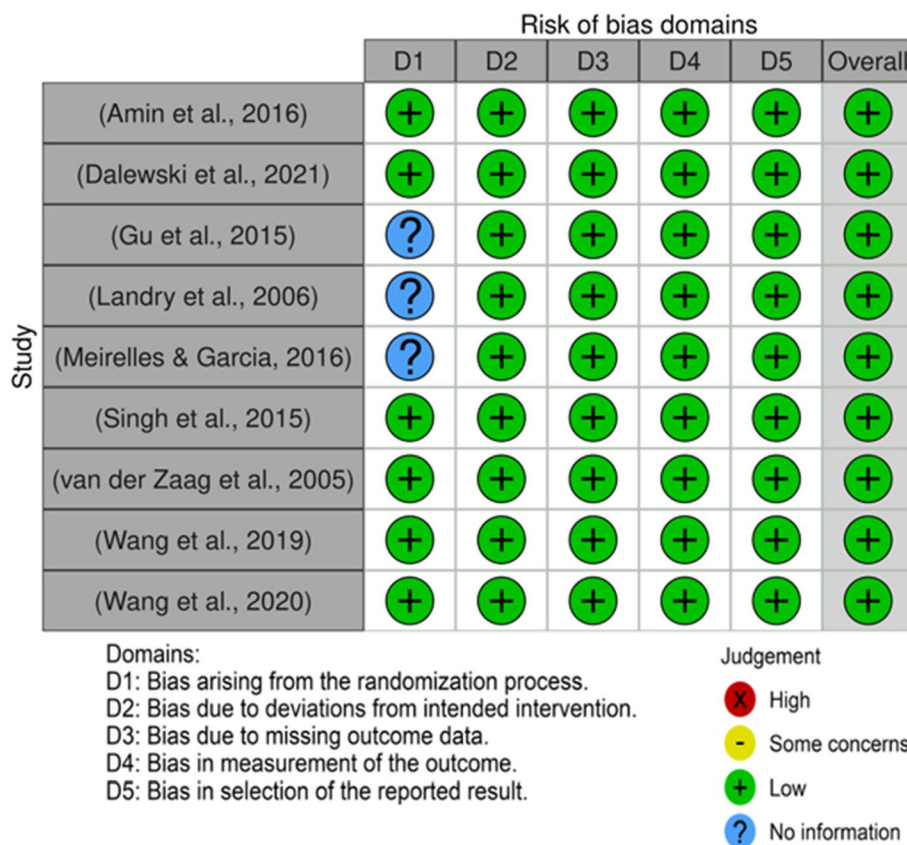 Risk of bias domains
D1 D2 D3 D4 D5 Overall
Study
(Amin et al., 2016) + + + + + +
(Dalewski et al., 2021) + + + + + +
(Gu et al., 2015) ? + + + + +
(Landry et al., 2006) ? + + + + +
(Meirelles & Garcia, 2016) ? + + + + +
(Singh et al., 2015) + + + + + +
(van der Zaag et al., 2005) + + + + + +
(Wang et al., 2019) + + + + + +
(Wang et al., 2020) + + + + + +
Domains:
D1: Bias arising from the randomization process.
D2: Bias due to deviations from intended intervention.
D3: Bias due to missing outcome data.
D4: Bias in measurement of the outcome.
D5: Bias in selection of the reported result.
Judgement
X High
- Some concerns
+ Low
? No information